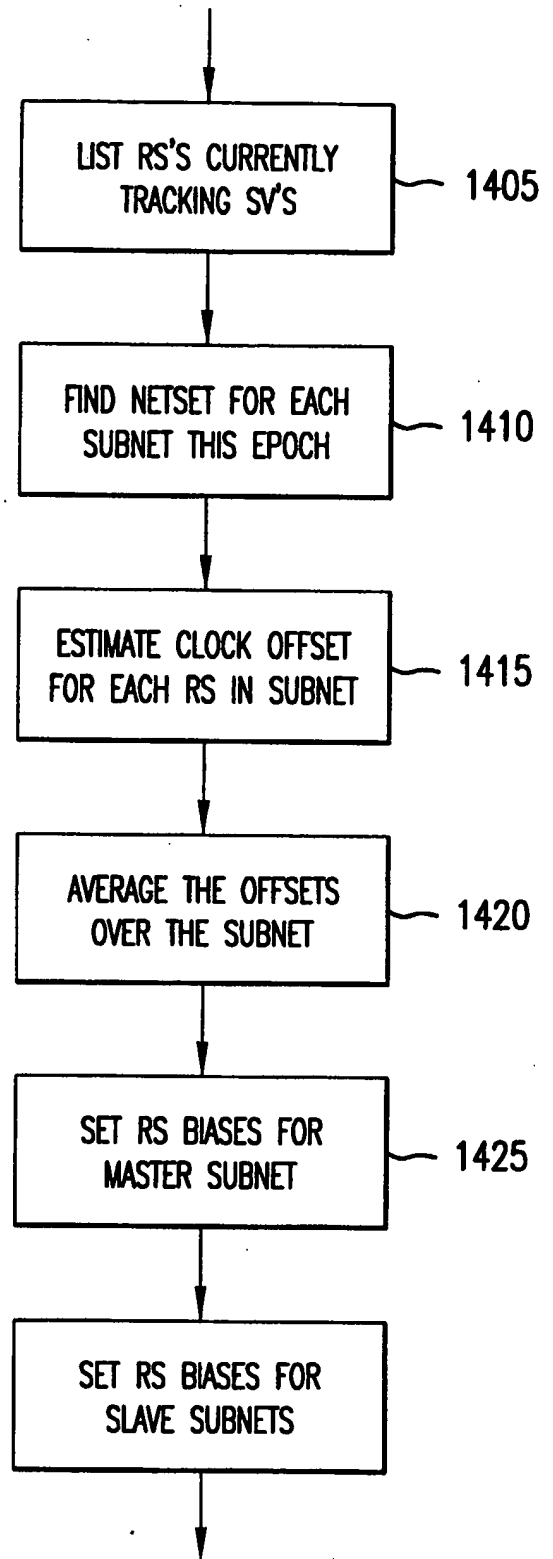 LIST RS'S CURRENTLY
TRACKING SV'S
1405
FIND NETSET FOR EACH
SUBNET THIS EPOCH
1410
ESTIMATE CLOCK OFFSET
FOR EACH RS IN SUBNET
1415
AVERAGE THE OFFSETS
OVER THE SUBNET
1420
SET RS BIASES FOR
MASTER SUBNET
1425
SET RS BIASES FOR
SLAVE SUBNETS